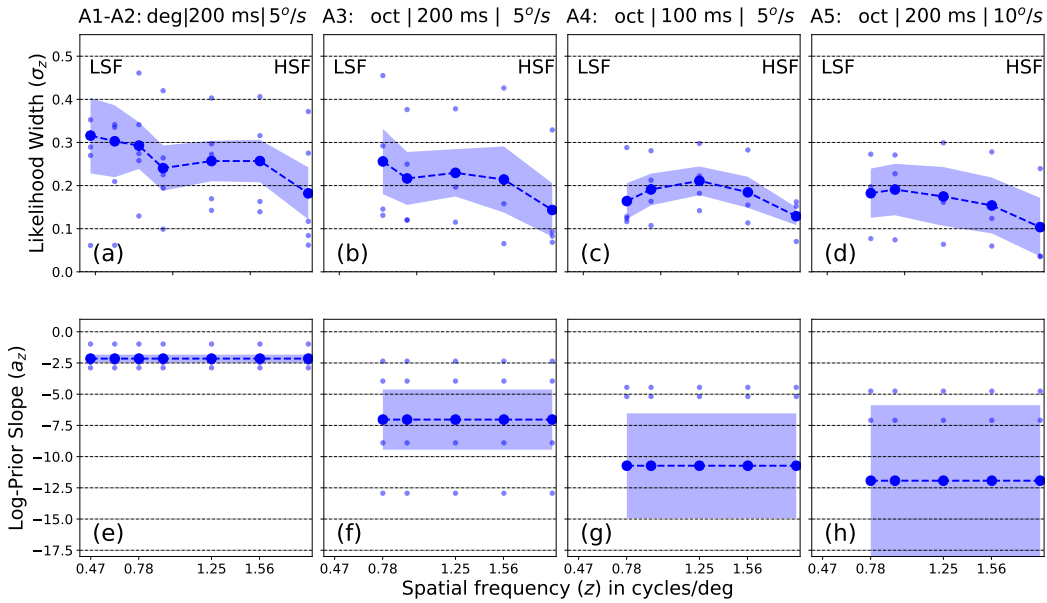 A1-A2: deg|200 ms|5°/s
A3: oct | 200 ms | 5°/s
A4: oct | 100 ms | 5°/s
A5: oct | 200 ms | 10°/s
Likelihood Width (σz)
0.5
0.4
0.3
0.2
0.1
0.0
LSF HSF
(a)
LSF HSF
(b)
LSF HSF
(c)
LSF HSF
(d)
Log-Prior Slope (az)
0.0
−2.5
−5.0
−7.5
−10.0
−12.5
−15.0
−17.5
(e)
(f)
(g)
(h)
0.47 0.78 1.25 1.56
0.47 0.78 1.25 1.56
0.47 0.78 1.25 1.56
0.47 0.78 1.25 1.56
Spatial frequency (z) in cycles/deg